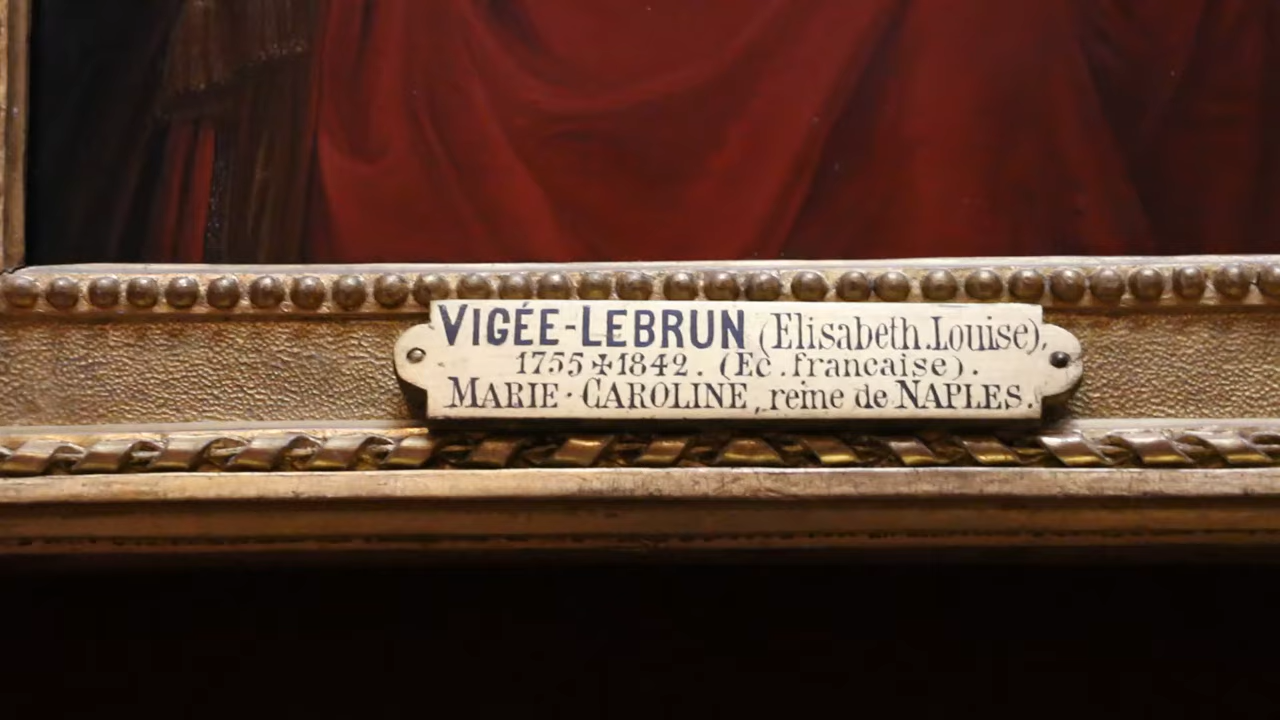 VIGÉE-LEBRUN (Elisabeth.Louise).
1755✝1842. (Ec.francaise).
MARIE·CAROLINE, reine de NAPLES.